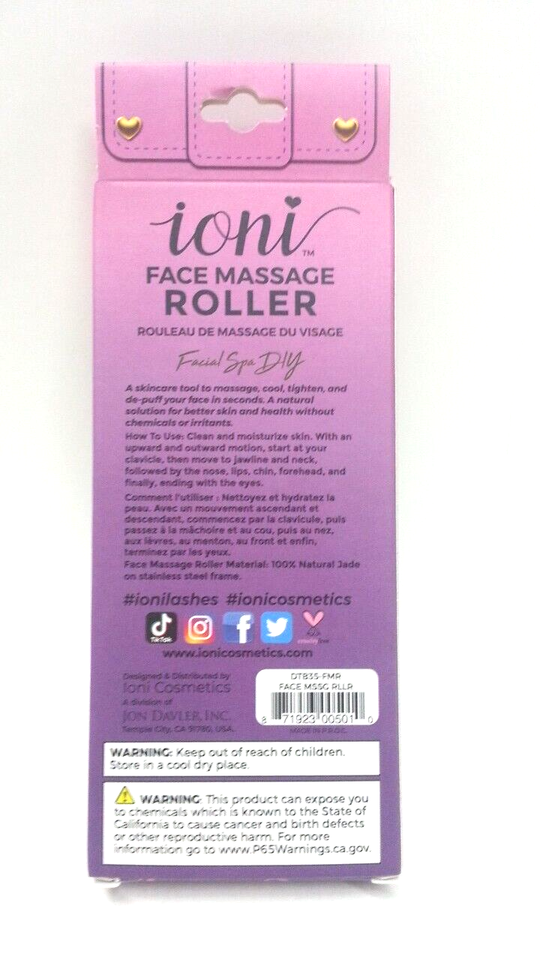 ioni™
FACE MASSAGE
ROLLER
ROULEAU DE MASSAGE DU VISAGE
Facial Spa DIY
A skincare tool to massage, cool, tighten, and
de-puff your face in seconds. A natural
solution for better skin and health without
chemicals or irritants.
How To Use: Clean and moisturize skin. With an
upward and outward motion, start at your
clavicle, then move to jawline and neck,
followed by the nose, lips, chin, forehead, and
finally, ending with the eyes.
Comment l'utiliser : Nettoyez et hydratez la
peau. Avec un mouvement ascendant et
descendant, commencez par la clavicule, puis
passez à la mâchoire et au cou, puis au nez,
aux lèvres, au menton, au front et enfin,
terminez par les yeux.
Face Massage Roller Material: 100% Natural Jade
on stainless steel frame.
#ionilashes #ionicosmetics
TikTok
www.ionicosmetics.com
Designed & Distributed by
Ioni Cosmetics
A division of
JON DAVLER, INC.
Temple City, CA 91780, USA.
DT835-FMR
FACE MSSG RLLR
8 71923 00501 0
MADE IN P.R.C.
WARNING: Keep out of reach of children.
Store in a cool dry place.
WARNING: This product can expose you
to chemicals which is known to the State of
California to cause cancer and birth defects
or other reproductive harm. For more
information go to www.P65Warnings.ca.gov.